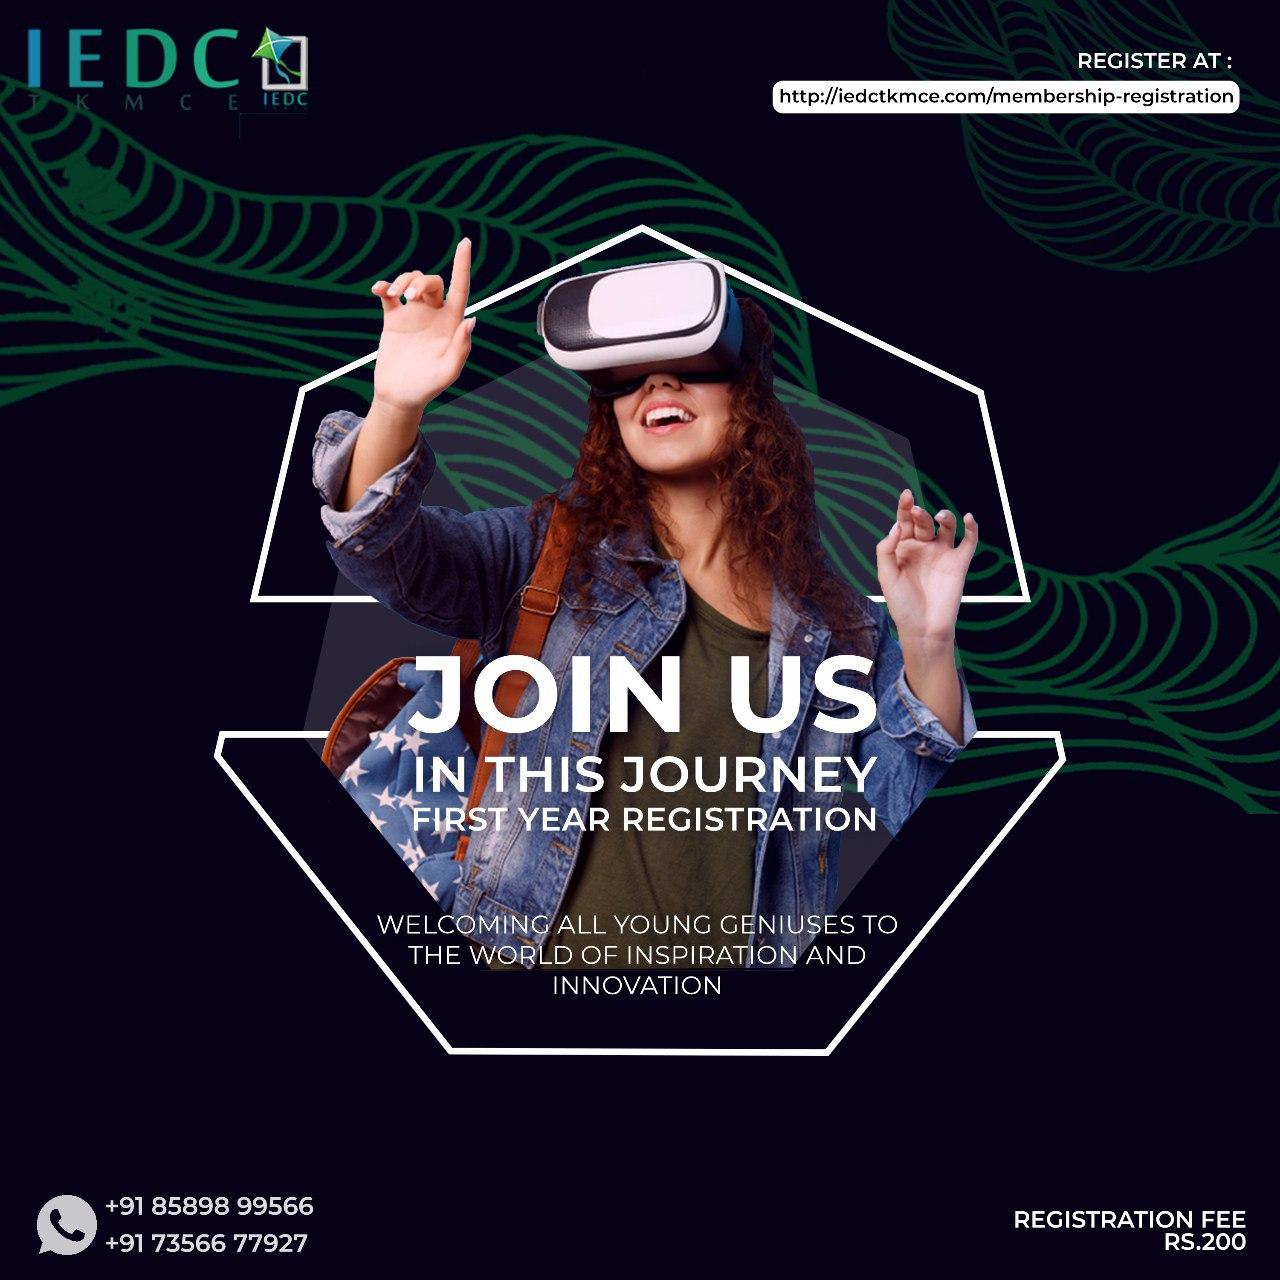 IEDC
TKMCE
IEDC
REGISTER AT :
http://iedctkmce.com/membership-registration
JOIN US
IN THIS JOURNEY
FIRST YEAR REGISTRATION
WELCOMING ALL YOUNG GENIUSES TO
THE WORLD OF INSPIRATION AND
INNOVATION
+91 85898 99566
+91 73566 77927
REGISTRATION FEE
RS.200